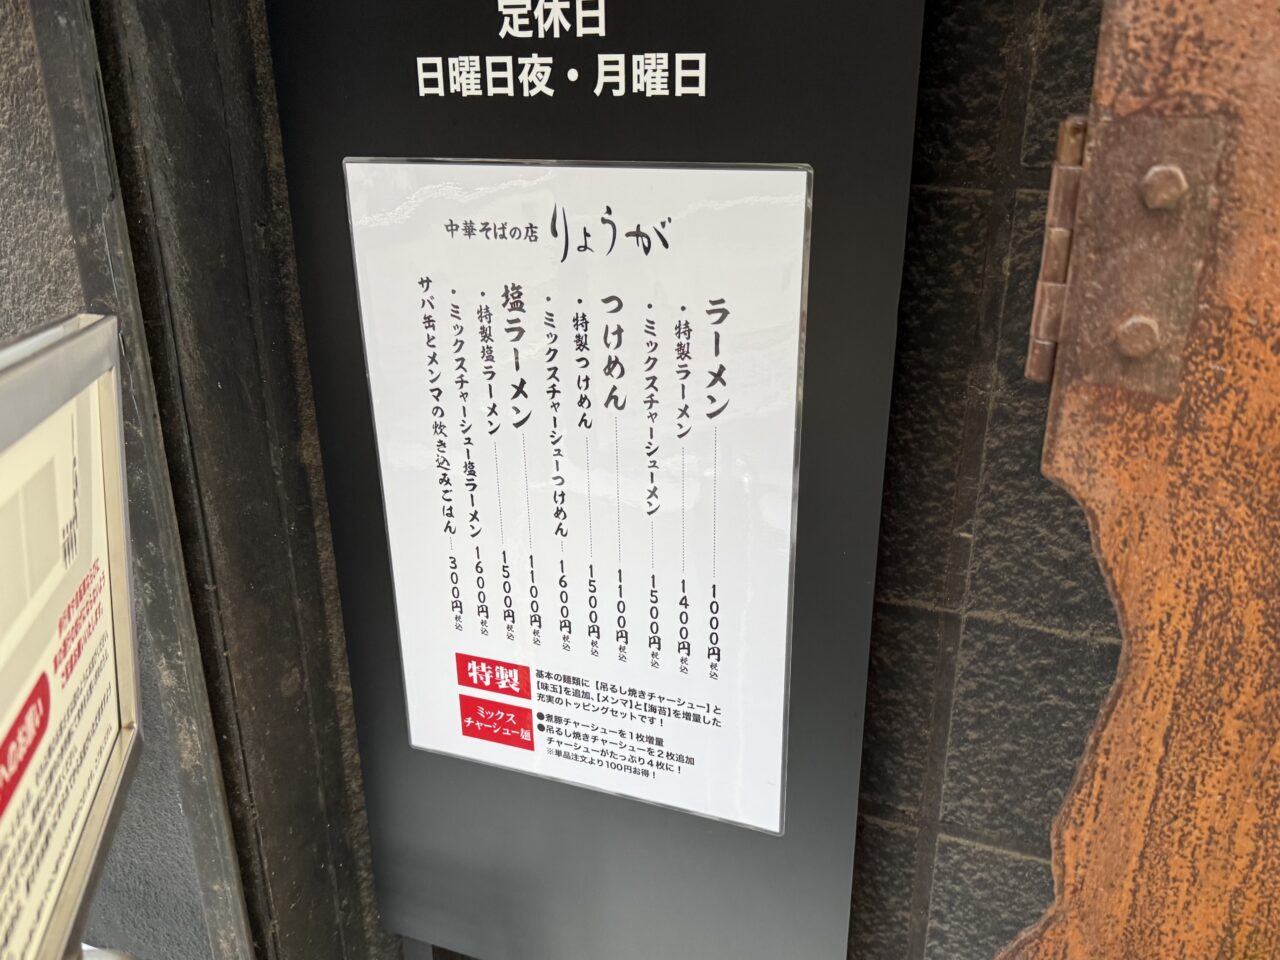 定休日
日曜日夜・月曜日
中華そばの店 りょうが
ラーメン 1000円税込
・特製ラーメン 1400円税込
・ミックスチャーシューメン 1500円税込
つけめん 1100円税込
・特製つけめん 1500円税込
・ミックスチャーシューつけめん 1600円税込
塩ラーメン 1100円税込
・特製塩ラーメン 1500円税込
・ミックスチャーシュー塩ラーメン 1600円税込
サバ缶とメンマの炊き込みごはん 300円税込
特製
基本の麺類に【吊るし焼きチャーシュー】と
【味玉】を追加、【メンマ】と【海苔】を増量した
充実のトッピングセットです！
ミックス
チャーシュー麺
●煮豚チャーシューを1枚増量
●吊るし焼きチャーシューを2枚追加
チャーシューがたっぷり4枚に！
※単品注文より100円お得！